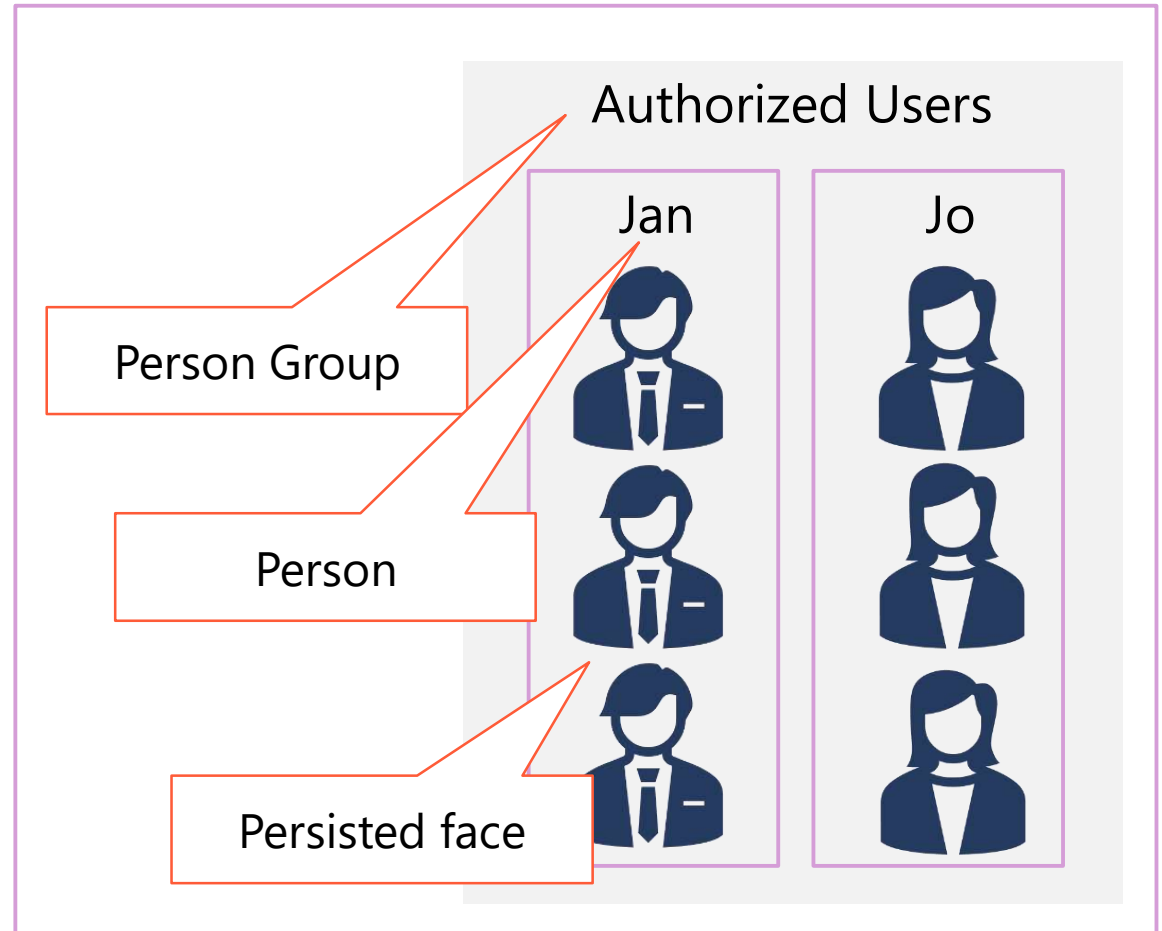 Authorized Users
Jan
Jo
Person Group
Person
Persisted face